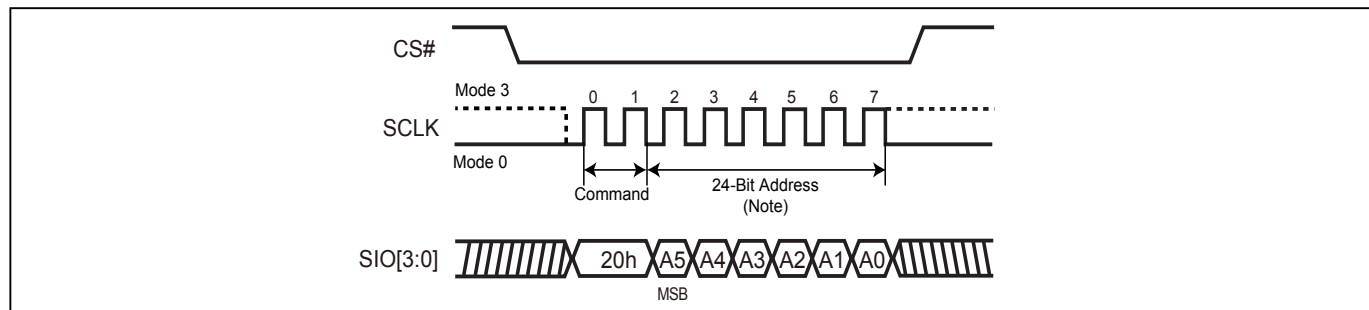 CS#
Mode 3
0 1 2 3 4 5 6 7
SCLK
Mode 0
Command
24-Bit Address
(Note)
SIO[3:0]
20h A5 A4 A3 A2 A1 A0
MSB